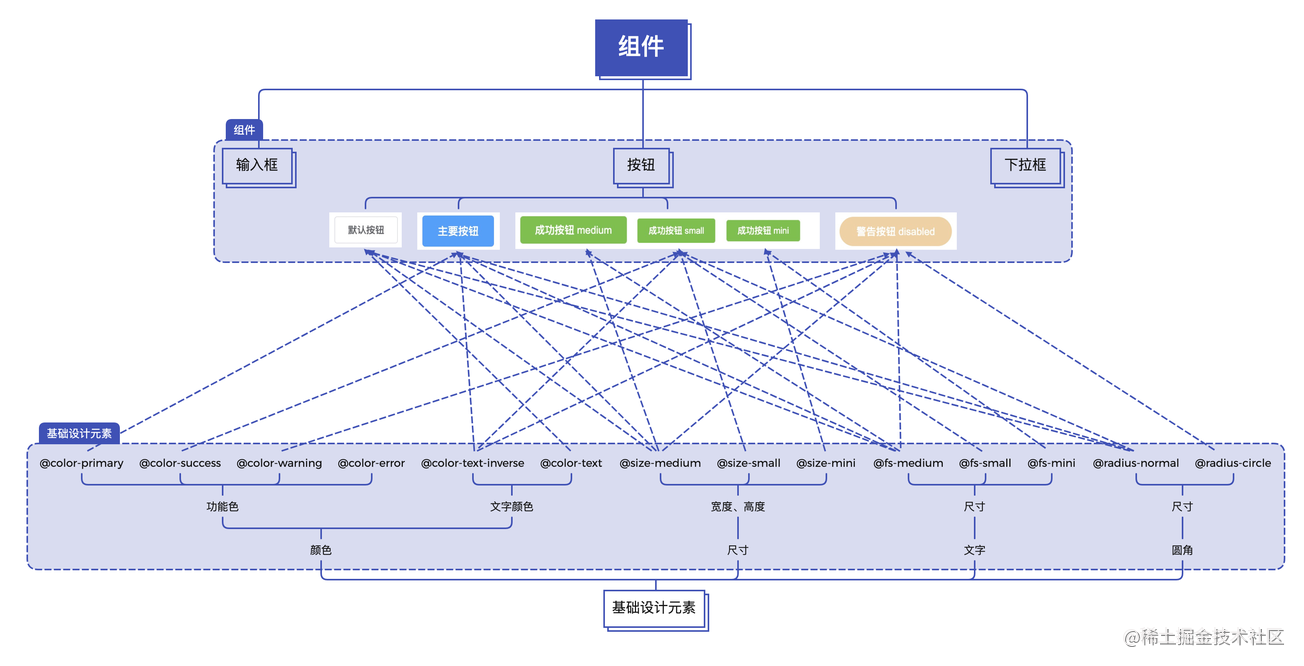 组件
组件
输入框
按钮
下拉框
默认按钮
主要按钮
成功按钮 medium
成功按钮 small
成功按钮 mini
警告按钮 disabled
基础设计元素
@color-primary
@color-success
@color-warning
@color-error
@color-text-inverse
@color-text
@size-medium
@size-small
@size-mini
@fs-medium
@fs-small
@fs-mini
@radius-normal
@radius-circle
功能色
文字颜色
宽度、高度
尺寸
尺寸
颜色
尺寸
文字
圆角
基础设计元素
@稀土掘金技术社区